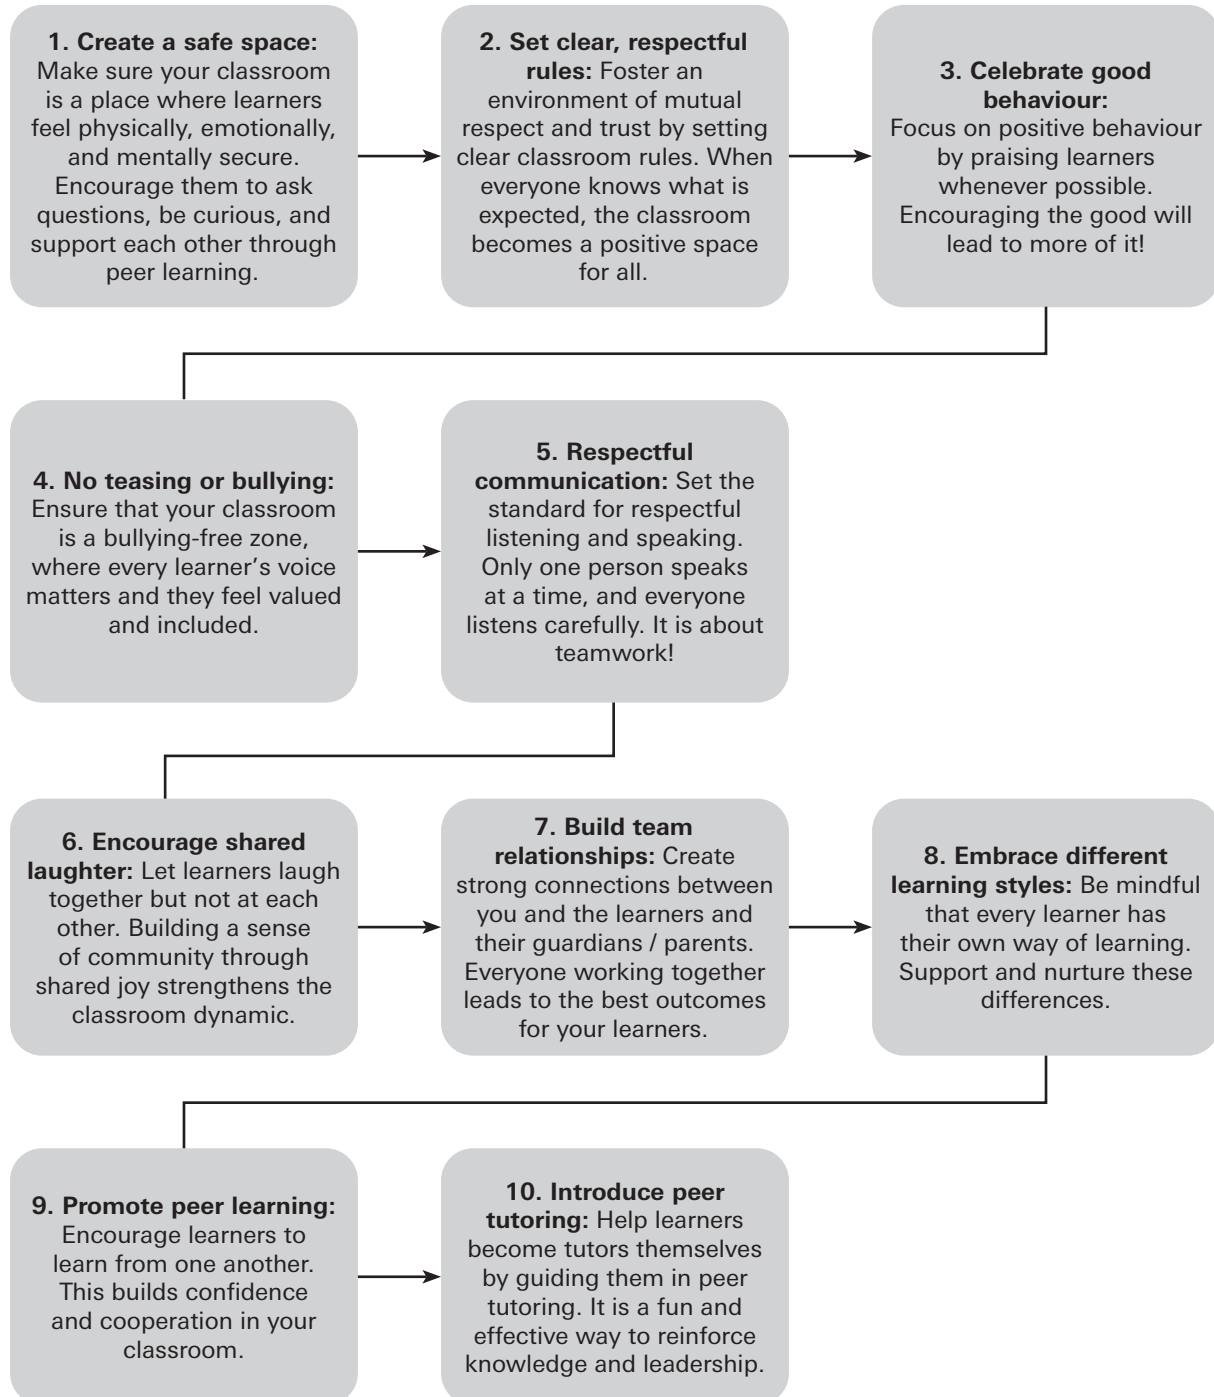 1. Create a safe space:
Make sure your classroom
is a place where learners
feel physically, emotionally,
and mentally secure.
Encourage them to ask
questions, be curious, and
support each other through
peer learning.
2. Set clear, respectful
rules: Foster an
environment of mutual
respect and trust by setting
clear classroom rules. When
everyone knows what is
expected, the classroom
becomes a positive space
for all.
3. Celebrate good
behaviour:
Focus on positive behaviour
by praising learners
whenever possible.
Encouraging the good will
lead to more of it!
4. No teasing or bullying:
Ensure that your classroom
is a bullying-free zone,
where every learner’s voice
matters and they feel valued
and included.
5. Respectful
communication: Set the
standard for respectful
listening and speaking.
Only one person speaks
at a time, and everyone
listens carefully. It is about
teamwork!
6. Encourage shared
laughter: Let learners laugh
together but not at each
other. Building a sense
of community through
shared joy strengthens the
classroom dynamic.
7. Build team
relationships: Create
strong connections between
you and the learners and
their guardians / parents.
Everyone working together
leads to the best outcomes
for your learners.
8. Embrace different
learning styles: Be mindful
that every learner has
their own way of learning.
Support and nurture these
differences.
9. Promote peer learning:
Encourage learners to
learn from one another.
This builds confidence
and cooperation in your
classroom.
10. Introduce peer
tutoring: Help learners
become tutors themselves
by guiding them in peer
tutoring. It is a fun and
effective way to reinforce
knowledge and leadership.